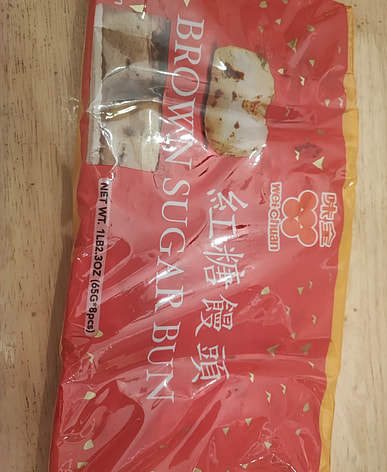 味全
wei chuan
紅糖饅頭
BROWN SUGAR BUN
NET WT. 1LB2.3OZ (65G*8pcs)